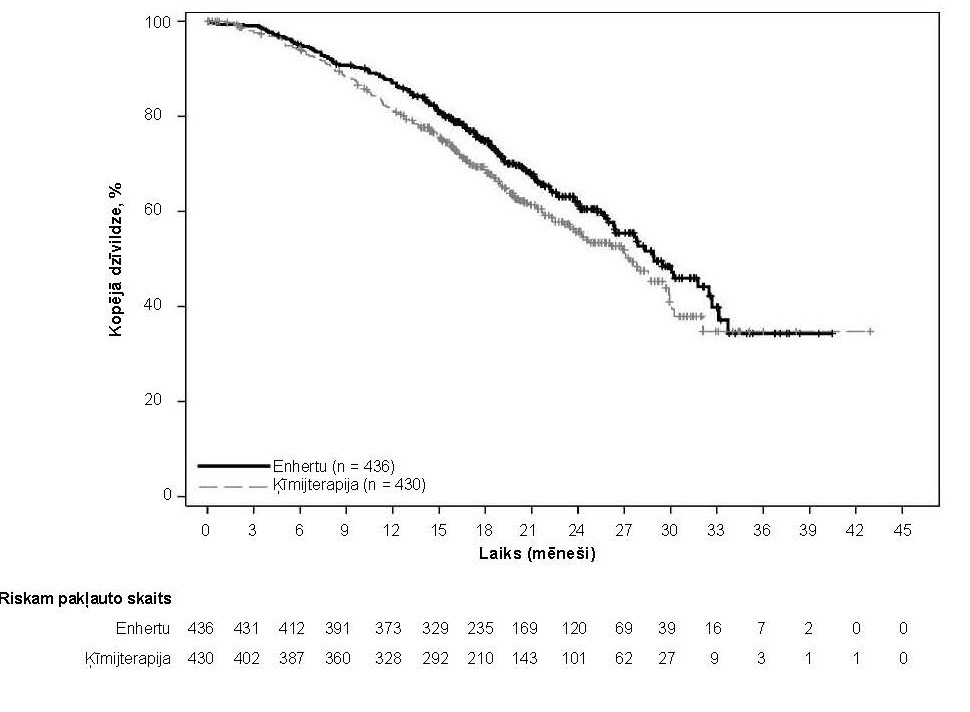 100
80
60
40
20
0
Kopējā dzīvildze, %
Enhertu (n = 436)
Ķīmijterapija (n = 430)
0 3 6 9 12 15 18 21 24 27 30 33 36 39 42 45
Laiks (mēneši)
Riskam pakļauto skaits
Enhertu 436 431 412 391 373 329 235 169 120 69 39 16 7 2 0 0
Ķīmijterapija 430 402 387 360 328 292 210 143 101 62 27 9 3 1 1 0